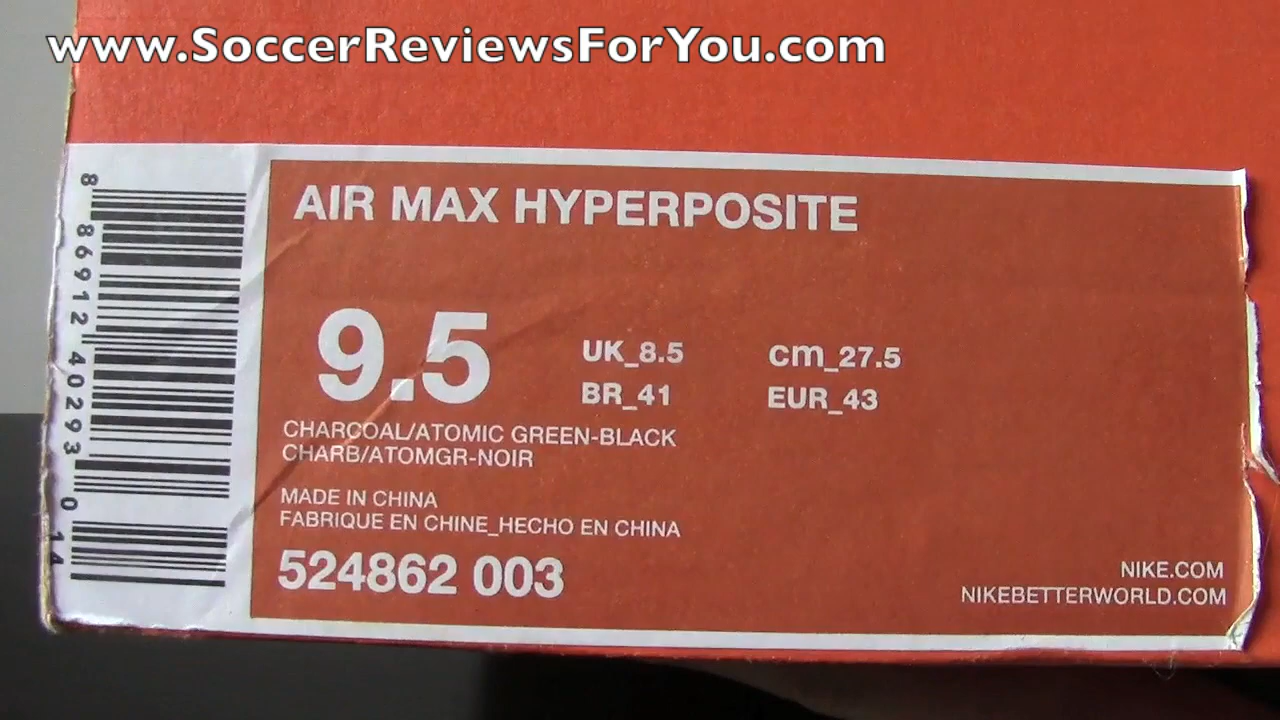 www.SoccerReviewsForYou.com
AIR MAX HYPERPOSITE
9.5
UK_8.5 cm_27.5
BR_41 EUR_43
CHARCOAL/ATOMIC GREEN-BLACK
CHARB/ATOMGR-NOIR
MADE IN CHINA
FABRIQUE EN CHINE_HECHO EN CHINA
524862 003
NIKE.COM
NIKEBETTERWORLD.COM
8 86912 40293 0 14